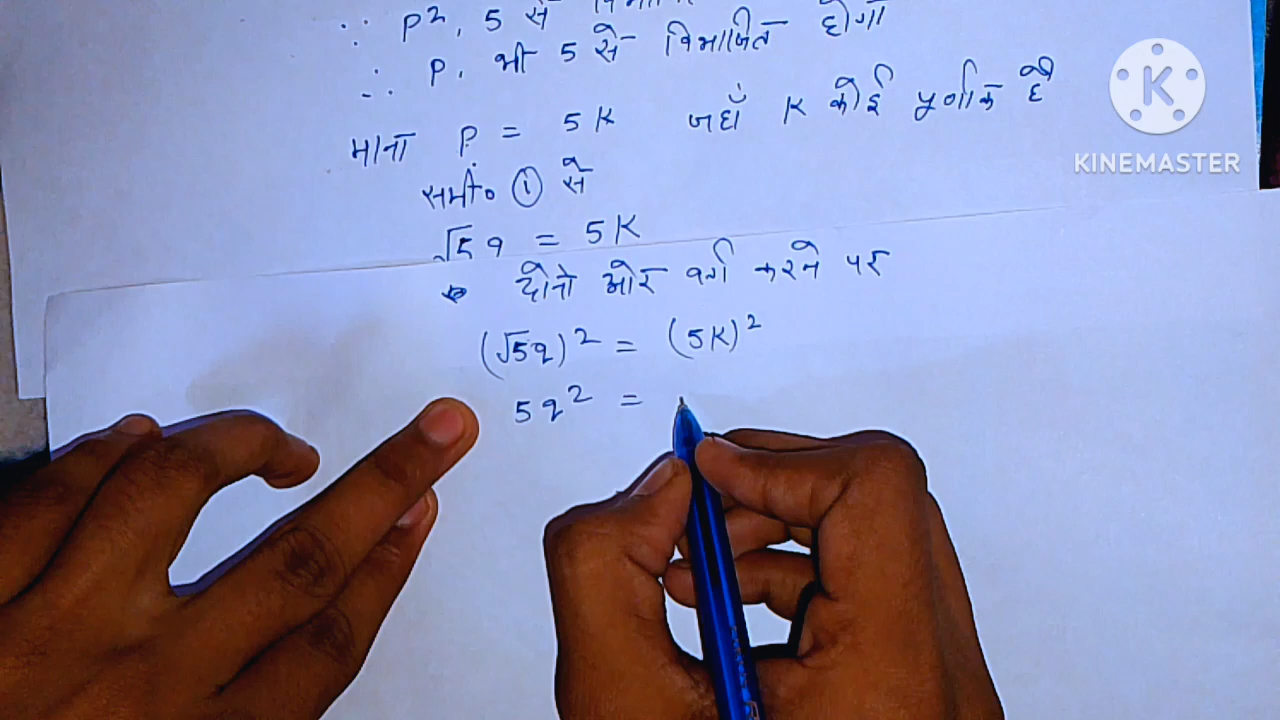 ∵ p², 5 से
∴ p, भी 5 से विभाजित होगा
माना p = 5K जहाँ K कोई पूर्णांक है
समी० ① से
√5q = 5K
दोनो ओर वर्ग करने पर
(√5q)² = (5K)²
5q² =
K
KINEMASTER